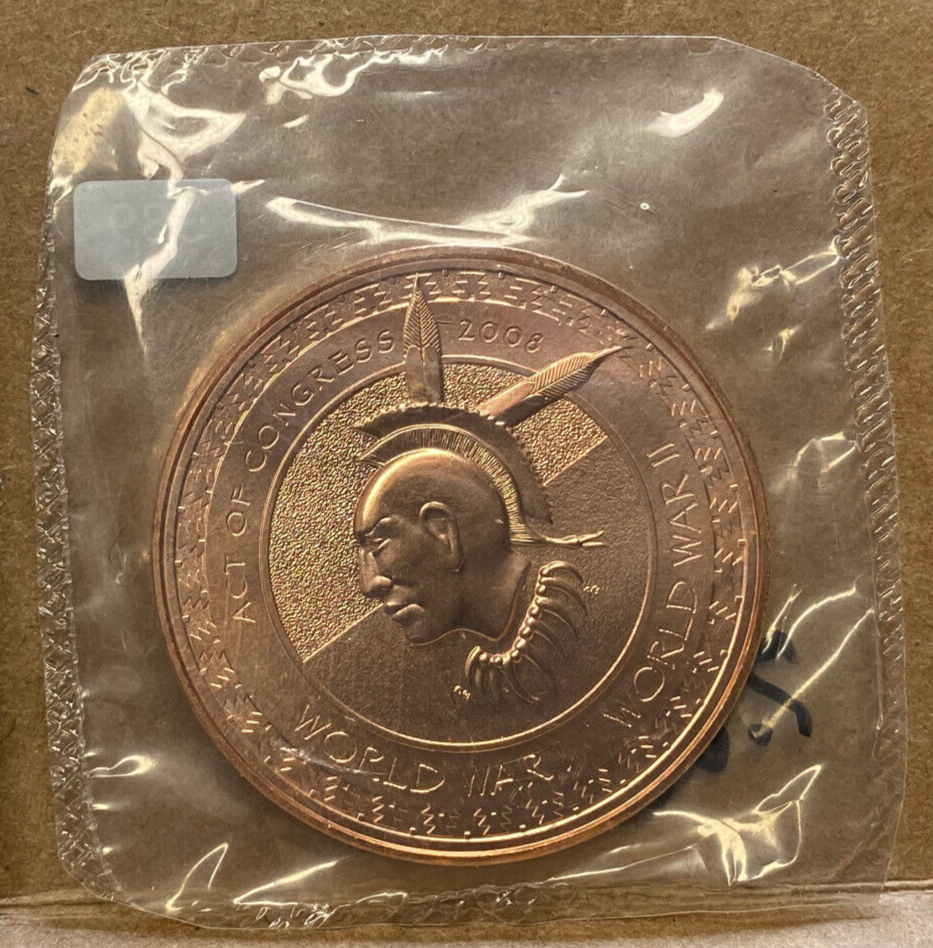 ACT OF CONGRESS 2008
WORLD WAR I WORLD WAR II